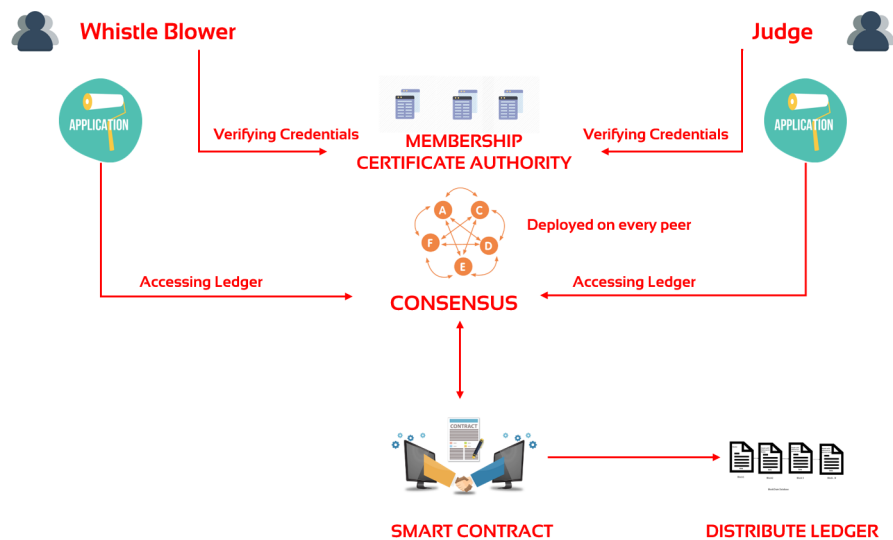 Whistle Blower
Judge
APPLICATION
APPLICATION
Verifying Credentials
Verifying Credentials
MEMBERSHIP
CERTIFICATE AUTHORITY
A
C
F
D
E
Deployed on every peer
Accessing Ledger
Accessing Ledger
CONSENSUS
CONTRACT
SMART CONTRACT
DISTRIBUTE LEDGER